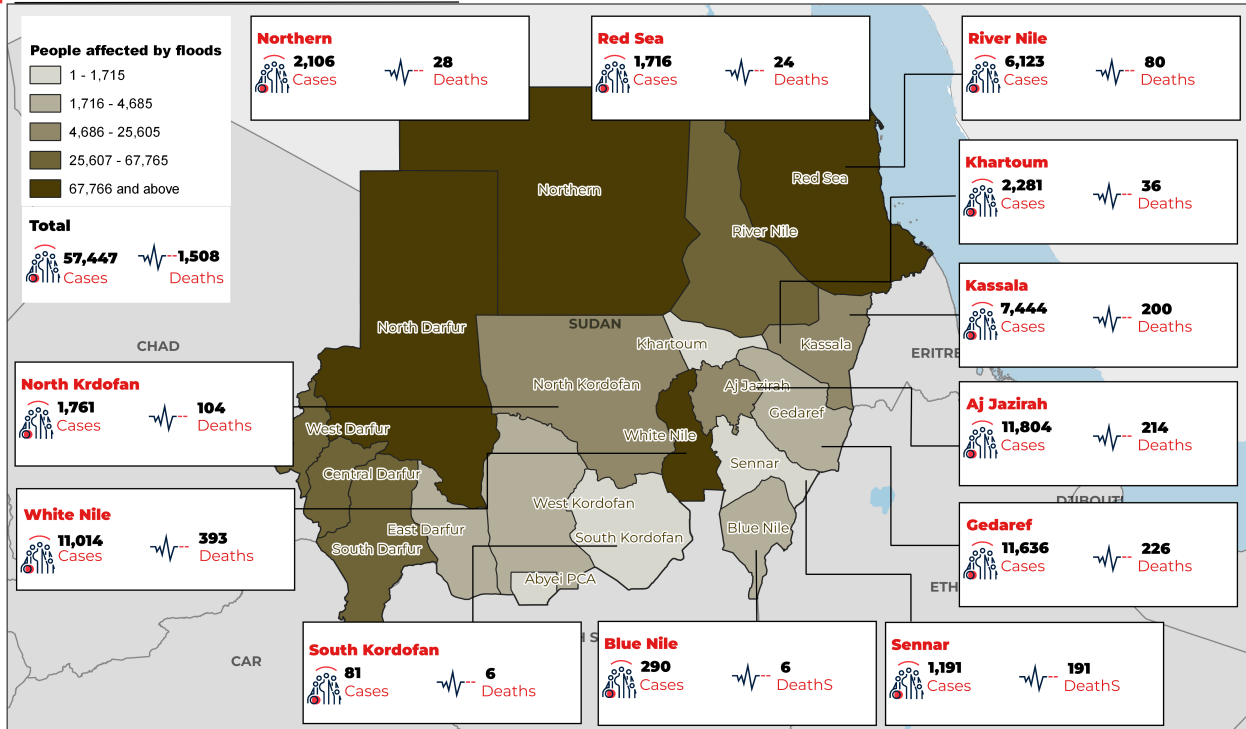 People affected by floods
1 - 1,715
1,716 - 4,685
4,686 - 25,605
25,607 - 67,765
67,766 and above
Total
57,447
Cases
1,508
Deaths
Northern
2,106
Cases
28
Deaths
Red Sea
1,716
Cases
24
Deaths
River Nile
6,123
Cases
80
Deaths
Khartoum
2,281
Cases
36
Deaths
Kassala
7,444
Cases
200
Deaths
Aj Jazirah
11,804
Cases
214
Deaths
Gedaref
11,636
Cases
226
Deaths
North Krdofan
1,761
Cases
104
Deaths
White Nile
11,014
Cases
393
Deaths
South Kordofan
81
Cases
6
Deaths
Blue Nile
290
Cases
6
DeathS
Sennar
1,191
Cases
191
DeathS
Northern
Red Sea
River Nile
North Darfur
SUDAN
Khartoum
Kassala
CHAD
ERITRE
North Kordofan
Aj Jazirah
Gedaref
West Darfur
White Nile
Central Darfur
Sennar
West Kordofan
East Darfur
Blue Nile
South Kordofan
South Darfur
Abyei PCA
DJIBOUTI
ETH
H S
CAR